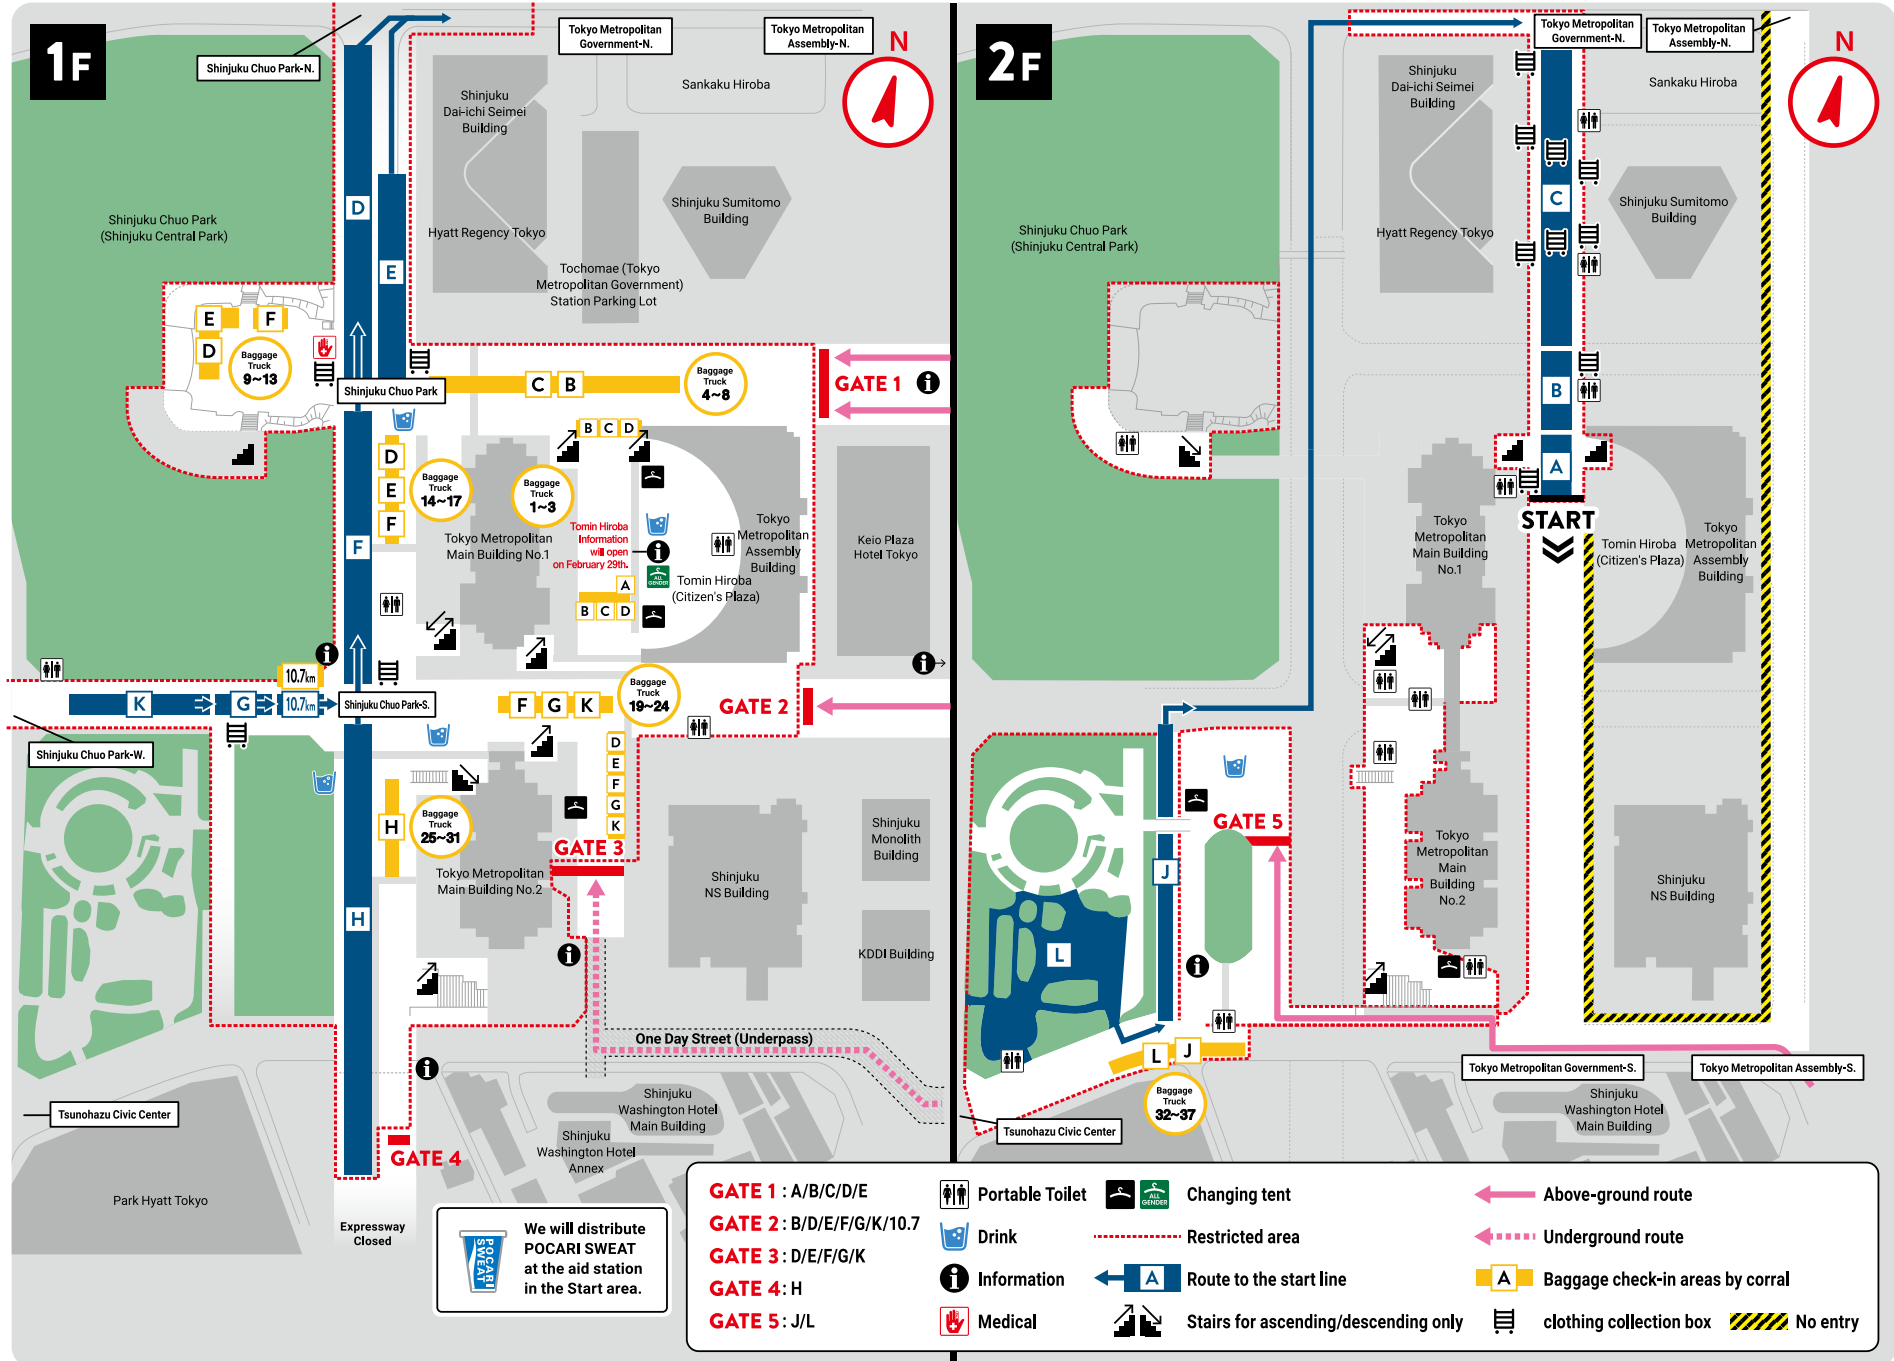 1F
Shinjuku Chuo Park-N.
Tokyo Metropolitan
Government-N.
Tokyo Metropolitan
Assembly-N.
N
Sankaku Hiroba
Shinjuku
Dai-ichi Seimei
Building
D
Shinjuku Sumitomo
Building
Shinjuku Chuo Park
(Shinjuku Central Park)
Hyatt Regency Tokyo
E
Tochomae (Tokyo
Metropolitan Government)
Station Parking Lot
E
F
D
Baggage
Truck
9~13
Shinjuku Chuo Park
C
B
Baggage
Truck
4~8
GATE 1
B
C
D
D
E
F
Baggage
Truck
14~17
Baggage
Truck
1~3
Tokyo Metropolitan
Main Building No.1
Tomin Hiroba
Information
will open
on February 29th.
Tokyo
Metropolitan
Assembly
Building
Keio Plaza
Hotel Tokyo
F
ALL
GENDER
Tomin Hiroba
(Citizen's Plaza)
A
B
C
D
10.7km
K
G
10.7km
Shinjuku Chuo Park-S.
F
G
K
Baggage
Truck
19~24
GATE 2
Shinjuku Chuo Park-W.
D
E
F
G
K
H
Baggage
Truck
25~31
GATE 3
Shinjuku
Monolith
Building
Tokyo Metropolitan
Main Building No.2
Shinjuku
NS Building
H
KDDI Building
One Day Street (Underpass)
Tsunohazu Civic Center
Shinjuku
Washington Hotel
Main Building
Shinjuku
Washington Hotel
Annex
GATE 4
Park Hyatt Tokyo
Expressway
Closed
POCARI
SWEAT
We will distribute
POCARI SWEAT
at the aid station
in the Start area.
2F
Tokyo Metropolitan
Government-N.
Tokyo Metropolitan
Assembly-N.
N
Sankaku Hiroba
Shinjuku
Dai-ichi Seimei
Building
C
Shinjuku Sumitomo
Building
Shinjuku Chuo Park
(Shinjuku Central Park)
Hyatt Regency Tokyo
B
A
START
Tokyo
Metropolitan
Main Building
No.1
Tomin Hiroba
(Citizen's Plaza)
Tokyo
Metropolitan
Assembly
Building
GATE 5
J
Tokyo
Metropolitan
Main
Building
No.2
Shinjuku
NS Building
L
L
J
Baggage
Truck
32~37
Tokyo Metropolitan Government-S.
Tokyo Metropolitan Assembly-S.
Shinjuku
Washington Hotel
Main Building
Tsunohazu Civic Center
GATE 1 : A/B/C/D/E
GATE 2 : B/D/E/F/G/K/10.7
GATE 3 : D/E/F/G/K
GATE 4 : H
GATE 5 : J/L
Portable Toilet
Drink
Information
Medical
ALL
GENDER
Changing tent
Restricted area
A
Route to the start line
Stairs for ascending/descending only
Above-ground route
Underground route
A
Baggage check-in areas by corral
clothing collection box
No entry